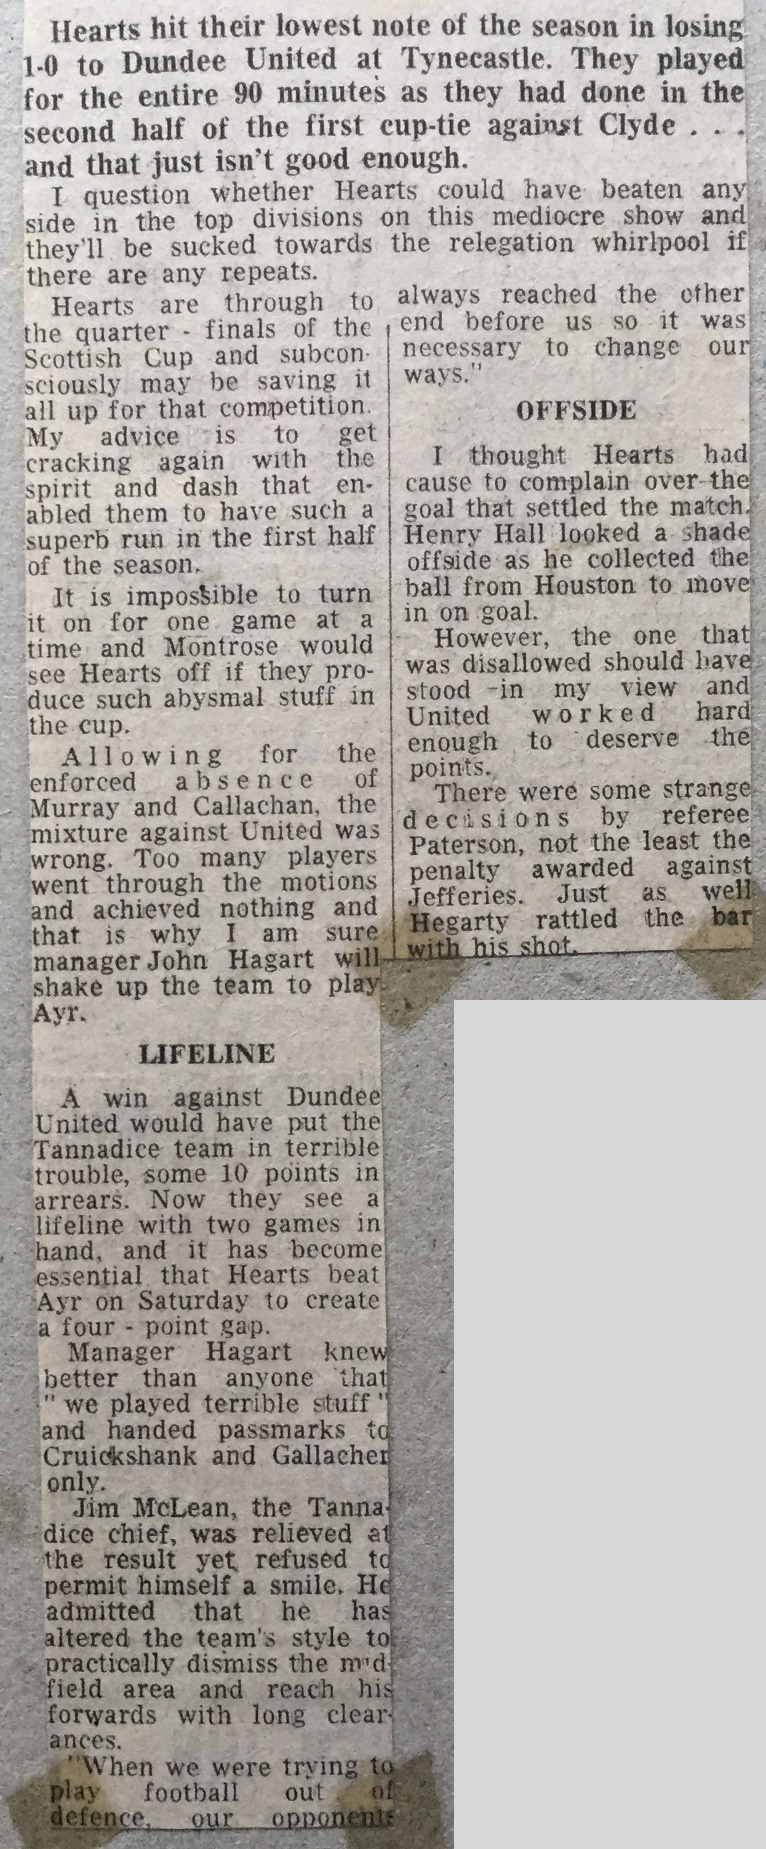 Hearts hit their lowest note of the season in losing
1-0 to Dundee United at Tynecastle. They played
for the entire 90 minutes as they had done in the
second half of the first cup-tie against Clyde . . .
and that just isn't good enough.
I question whether Hearts could have beaten any
side in the top divisions on this mediocre show and
they'll be sucked towards the relegation whirlpool if
there are any repeats.
Hearts are through to
the quarter - finals of the
Scottish Cup and subcon-
sciously may be saving it
all up for that competition.
My advice is to get
cracking again with the
spirit and dash that en-
abled them to have such a
superb run in the first half
of the season.
It is impossible to turn
it on for one game at a
time and Montrose would
see Hearts off if they pro-
duce such abysmal stuff in
the cup.
Allowing for the
enforced absence of
Murray and Callachan, the
mixture against United was
wrong. Too many players
went through the motions
and achieved nothing and
that is why I am sure
manager John Hagart will
shake up the team to play
Ayr.
LIFELINE
A win against Dundee
United would have put the
Tannadice team in terrible
trouble, some 10 points in
arrears. Now they see a
lifeline with two games in
hand, and it has become
essential that Hearts beat
Ayr on Saturday to create
a four - point gap.
Manager Hagart knew
better than anyone that
" we played terrible stuff "
and handed passmarks to
Cruickshank and Gallacher
only.
Jim McLean, the Tanna-
dice chief, was relieved at
the result yet refused to
permit himself a smile. He
admitted that he has
altered the team's style to
practically dismiss the mid-
field area and reach his
forwards with long clear-
ances.
"When we were trying to
play football out of
defence, our opponents
always reached the other
end before us so it was
necessary to change our
ways."
OFFSIDE
I thought Hearts had
cause to complain over the
goal that settled the match.
Henry Hall looked a shade
offside as he collected the
ball from Houston to move
in on goal.
However, the one that
was disallowed should have
stood in my view and
United worked hard
enough to deserve the
points.
There were some strange
decisions by referee
Paterson, not the least the
penalty awarded against
Jefferies. Just as well
Hegarty rattled the bar
with his shot.